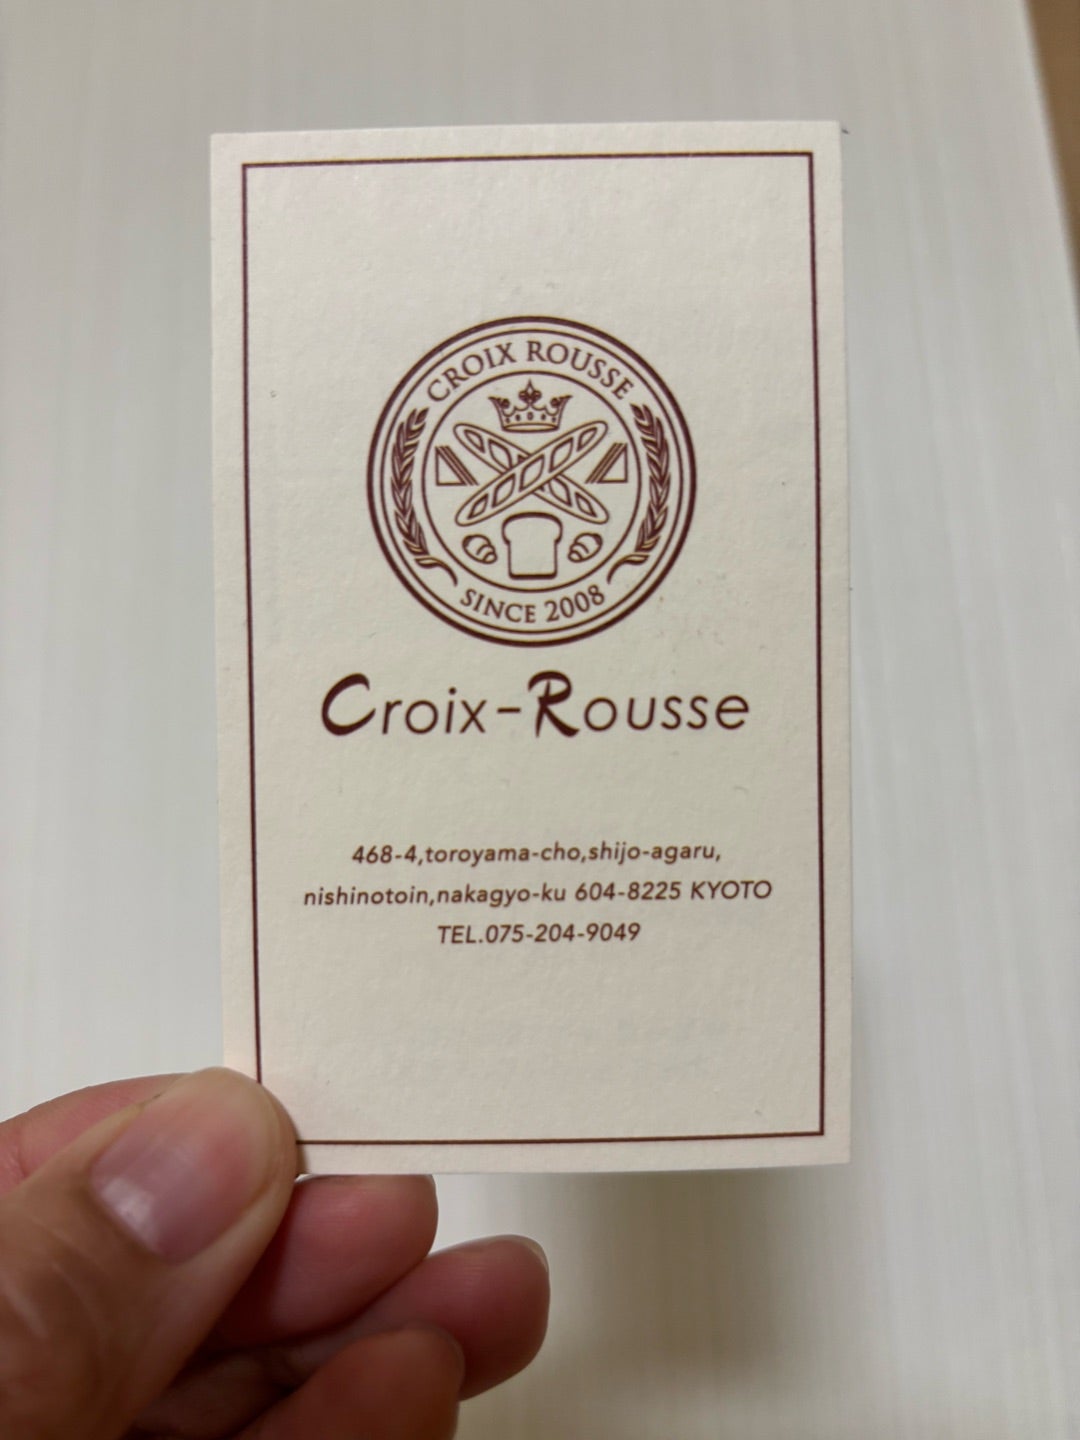 CROIX ROUSSE
SINCE 2008
Croix-Rousse
468-4,toroyama-cho,shijo-agaru,
nishinotoin,nakagyo-ku 604-8225 KYOTO
TEL.075-204-9049